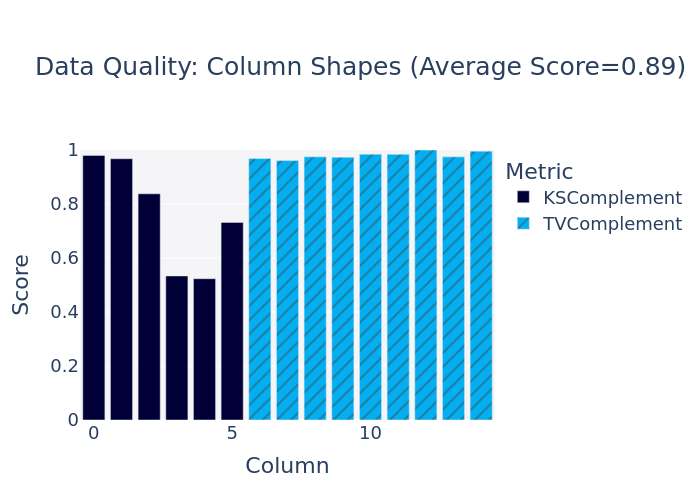 Data Quality: Column Shapes (Average Score=0.89)
Metric
KSComplement
TVComplement
Score
1
0.8
0.6
0.4
0.2
0
0 5 10
Column